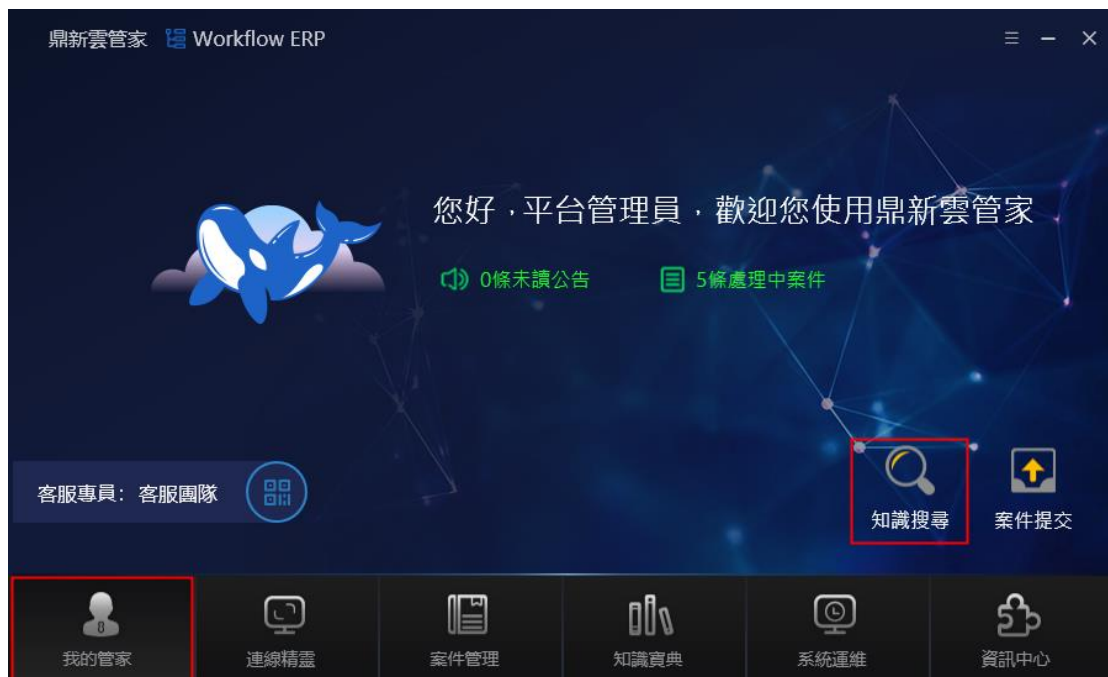 鼎新雲管家 Workflow ERP
您好,平台管理員,歡迎您使用鼎新雲管家
0條未讀公告 5條處理中案件
客服專員: 客服團隊
知識搜尋 案件提交
8
我的管家 連線精靈 案件管理 知識寶典 系統運維 資訊中心